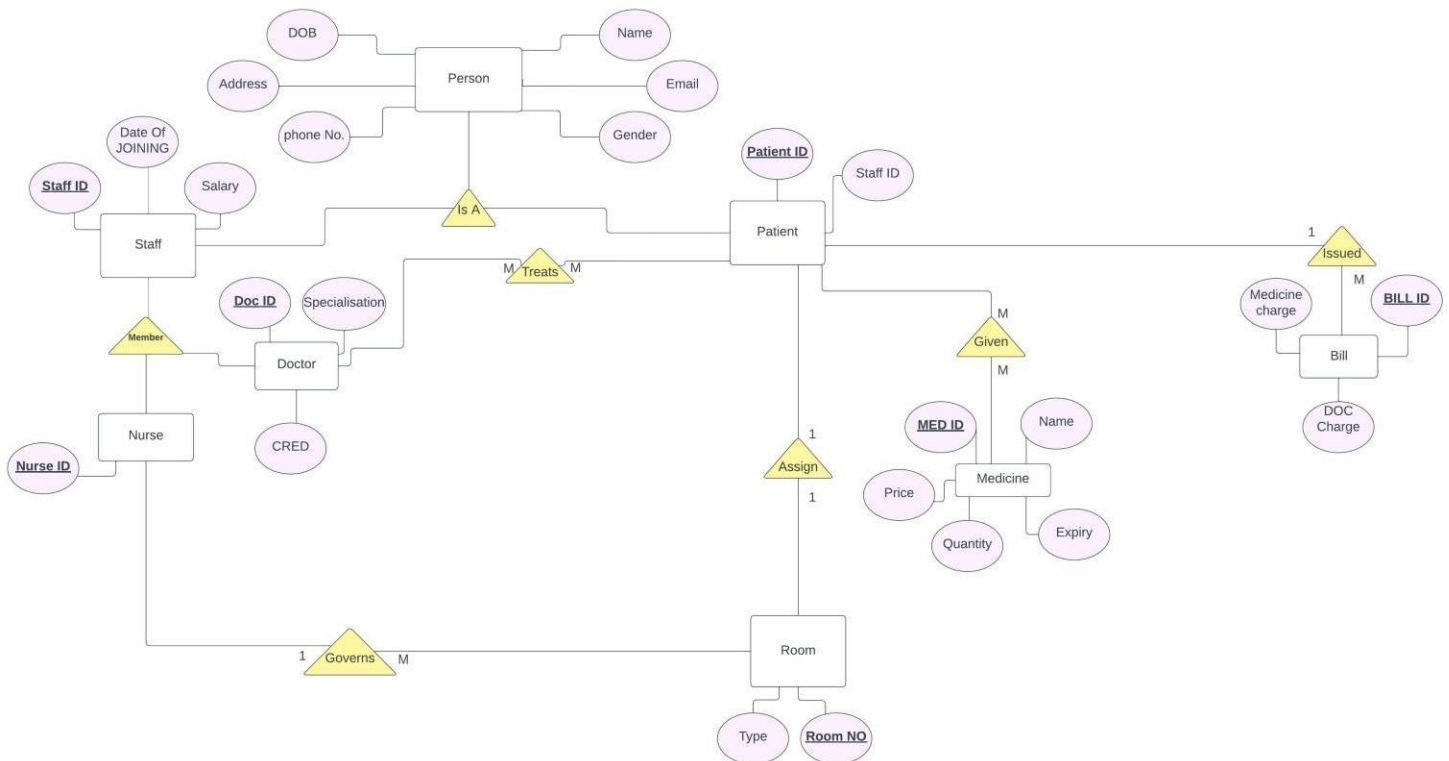 DOB
Name
Person
Address
Email
phone No.
Gender
Date Of
JOINING
Patient ID
Staff ID
Salary
Staff ID
Is A
Staff
Patient
1
Issued
M
Treats
M
M
Doc ID
Specialisation
Medicine
charge
BILL ID
Member
M
Given
M
Doctor
Bill
DOC
Charge
Nurse
CRED
Nurse ID
MED ID
Name
1
Assign
1
Medicine
Price
Quantity
Expiry
1
Governs
M
Room
Type
Room NO